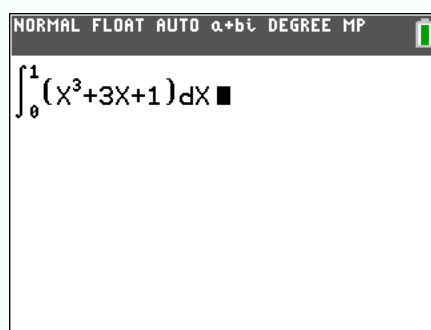 NORMAL FLOAT AUTO a+bi DEGREE MP
∫₀¹(X³+3X+1)dX